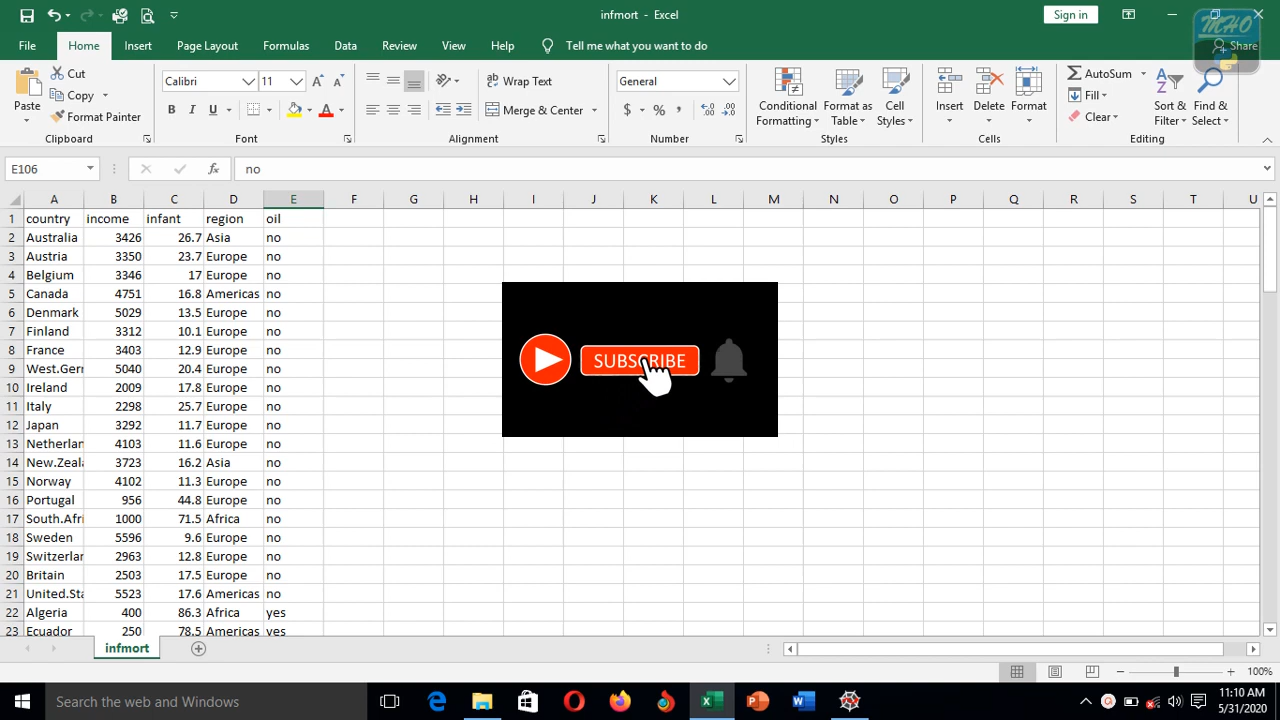 infmort - Excel
Sign in
MHO
File Home Insert Page Layout Formulas Data Review View Help Tell me what you want to do Share
Paste Cut Copy Format Painter Clipboard
Calibri 11 B I U A A A Font
Wrap Text Merge & Center Alignment
General $ % , Number
Conditional Formatting Format as Table Cell Styles Styles
Insert Delete Format Cells
AutoSum Fill Clear Sort & Filter Find & Select Editing
E106 fx no
A B C D E F G H I J K L M N O P Q R S T U
1 country income infant region oil
2 Australia 3426 26.7 Asia no
3 Austria 3350 23.7 Europe no
4 Belgium 3346 17 Europe no
5 Canada 4751 16.8 Americas no
6 Denmark 5029 13.5 Europe no
7 Finland 3312 10.1 Europe no
8 France 3403 12.9 Europe no
9 West.Ger 5040 20.4 Europe no
10 Ireland 2009 17.8 Europe no
11 Italy 2298 25.7 Europe no
12 Japan 3292 11.7 Europe no
13 Netherlan 4103 11.6 Europe no
14 New.Zeal 3723 16.2 Asia no
15 Norway 4102 11.3 Europe no
16 Portugal 956 44.8 Europe no
17 South.Afri 1000 71.5 Africa no
18 Sweden 5596 9.6 Europe no
19 Switzerlan 2963 12.8 Europe no
20 Britain 2503 17.5 Europe no
21 United.Sta 5523 17.6 Americas no
22 Algeria 400 86.3 Africa yes
23 Ecuador 250 78.5 Americas yes
SUBSCRIBE
infmort
100%
Search the web and Windows
11:10 AM
5/31/2020